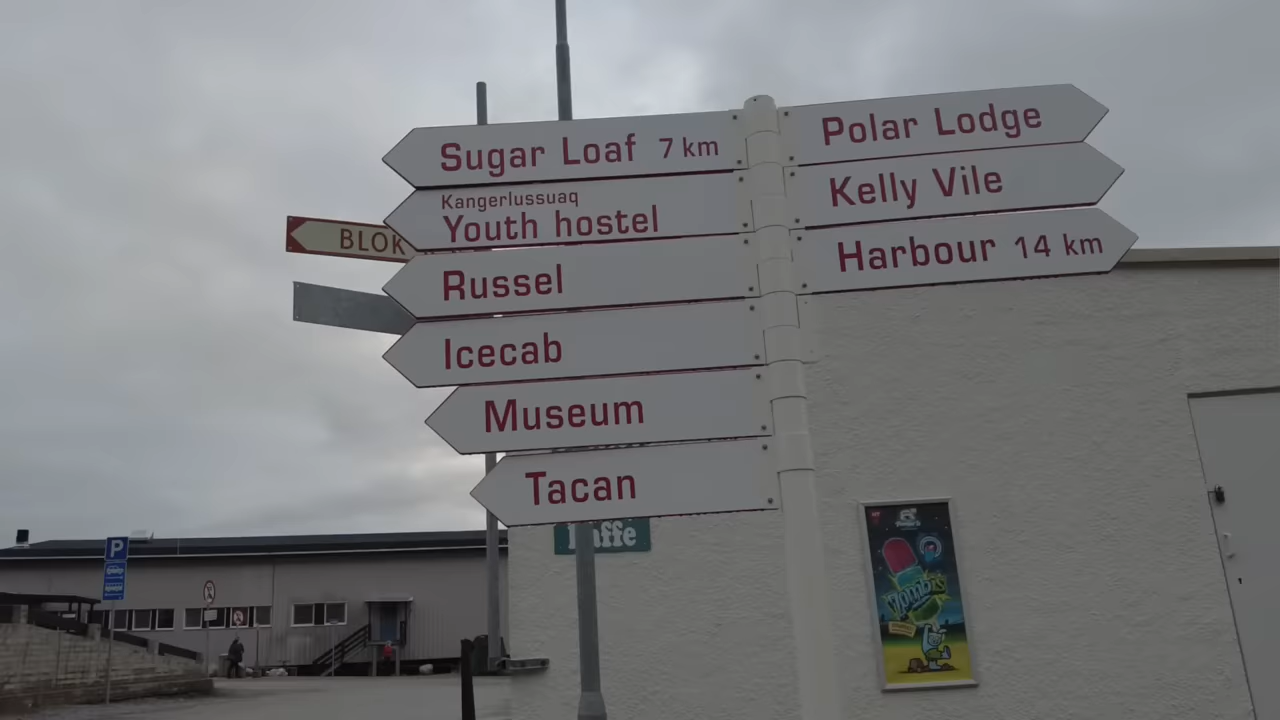 Sugar Loaf 7 km
Kangerlussuaq
Youth hostel
Russel
Icecab
Museum
Tacan
Polar Lodge
Kelly Vile
Harbour 14 km
BLOK
P